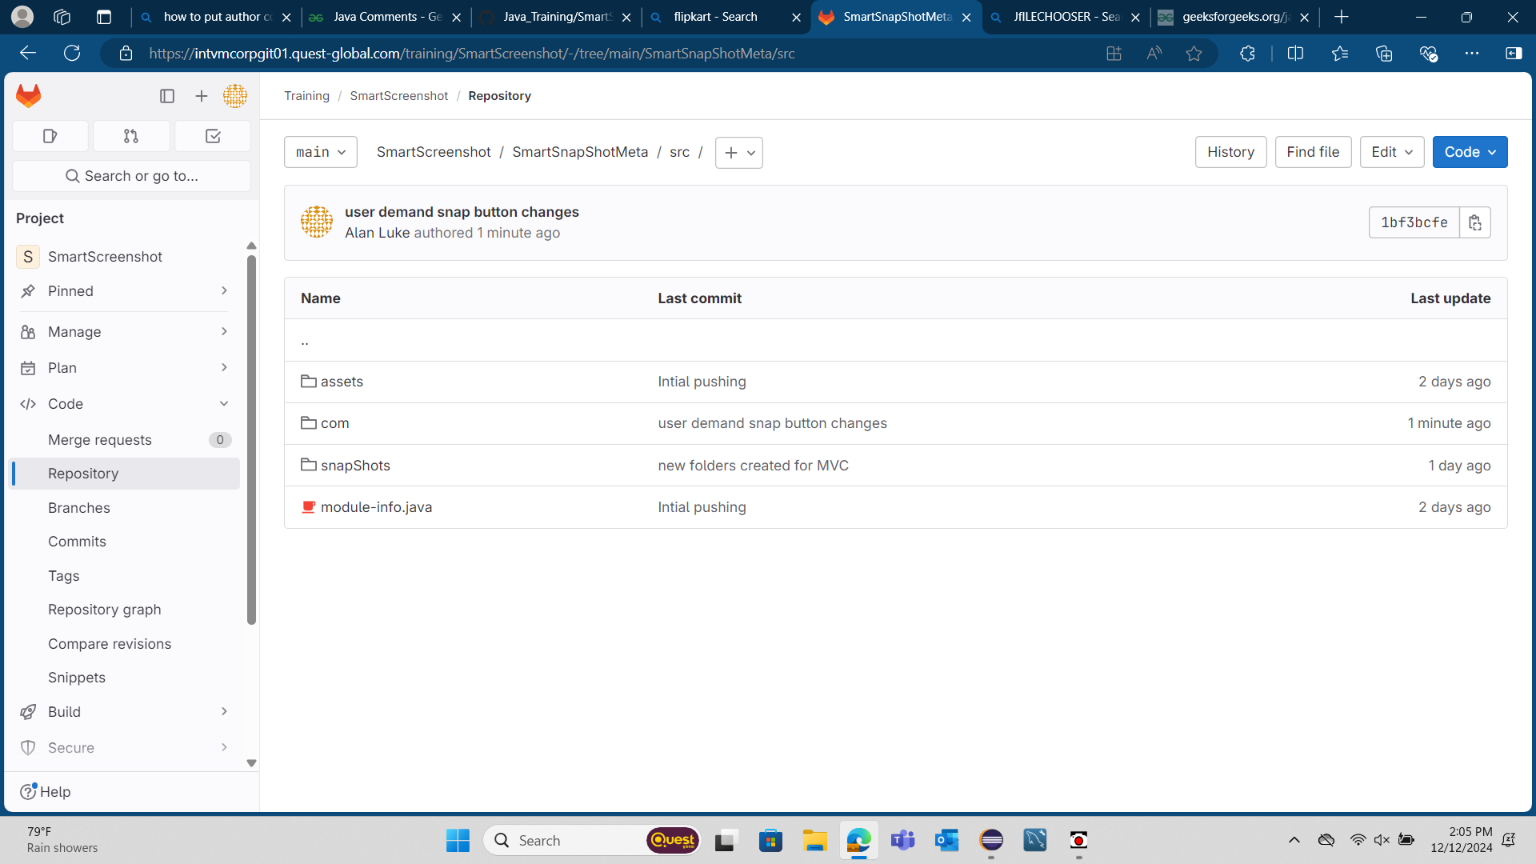 how to put author co
Java Comments - Ge
Java_Training/SmartS
flipkart - Search
SmartSnapShotMeta
JfILECHOOSER - Sea
geeksforgeeks.org/ja
https://intvmcorpgit01.quest-global.com/training/SmartScreenshot/-/tree/main/SmartSnapShotMeta/src
Training / SmartScreenshot / Repository
main
SmartScreenshot / SmartSnapShotMeta / src /
History
Find file
Edit
Code
Search or go to...
Project
S SmartScreenshot
Pinned
Manage
Plan
Code
Merge requests 0
Repository
Branches
Commits
Tags
Repository graph
Compare revisions
Snippets
Build
Secure
Help
user demand snap button changes
Alan Luke authored 1 minute ago
1bf3bcfe
Name Last commit Last update
..
assets Intial pushing 2 days ago
com user demand snap button changes 1 minute ago
snapShots new folders created for MVC 1 day ago
module-info.java Intial pushing 2 days ago
79°F
Rain showers
Search
Quest
2:05 PM
12/12/2024